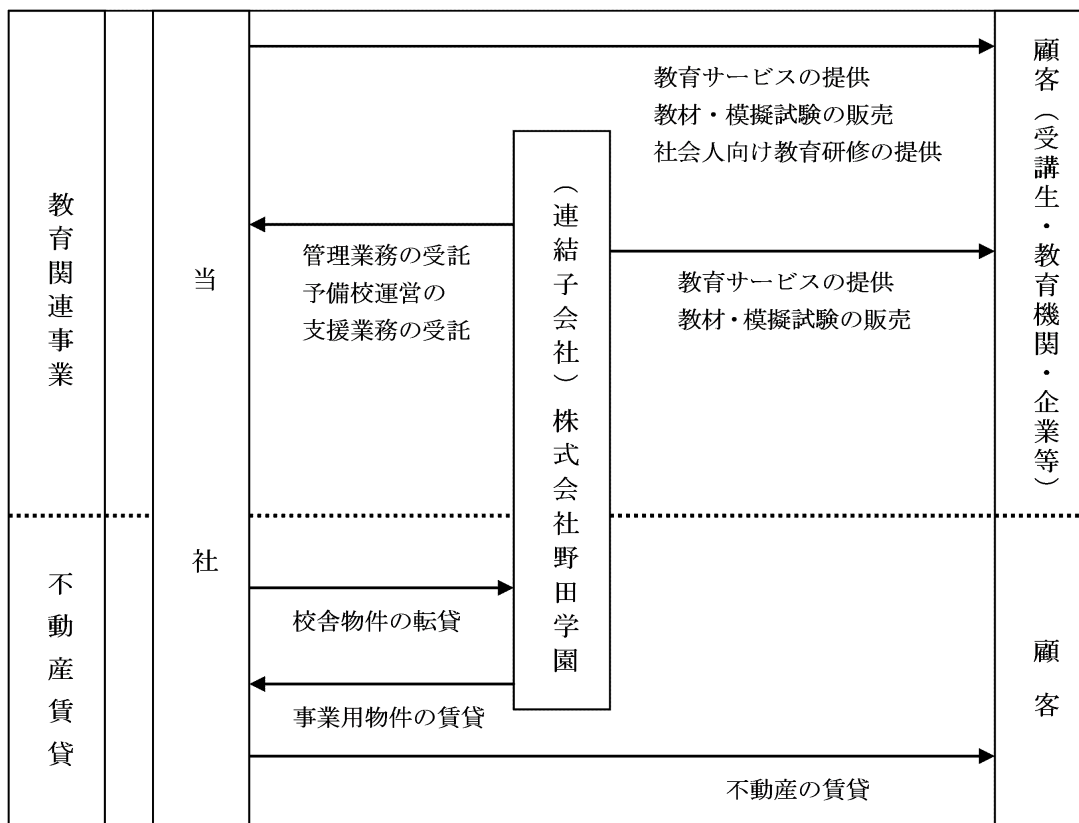 教育関連事業
不動産賃貸
当社
教育サービスの提供
教材・模擬試験の販売
社会人向け教育研修の提供
管理業務の受託
予備校運営の
支援業務の受託
(連結子会社)株式会社野田学園
教育サービスの提供
教材・模擬試験の販売
校舎物件の転貸
事業用物件の賃貸
不動産の賃貸
顧客(受講生・教育機関・企業等)
顧客